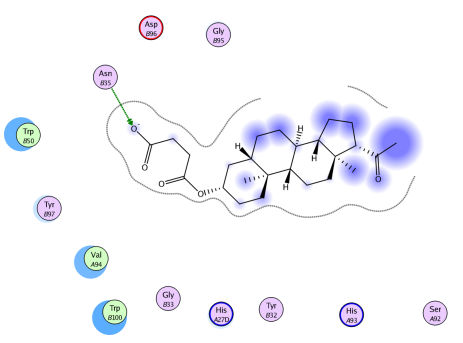 Asp
B96
Gly
B95
Asn
B35
O-
Trp
B50
H
H
H
H
O
O
O
O
Tyr
B97
Val
A94
Gly
B33
Trp
B100
His
A27D
Tyr
B32
His
A93
Ser
A92